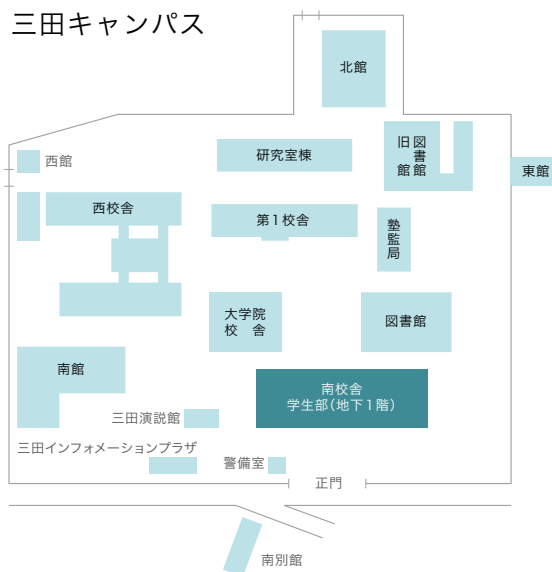 三田キャンパス
北館
図書館
旧館
研究室棟
西館
東館
西校舎
第1校舎
塾監局
大学院
校舎
図書館
南館
南校舎
学生部(地下1階)
三田演説館
三田インフォメーションプラザ
警備室
正門
南別館